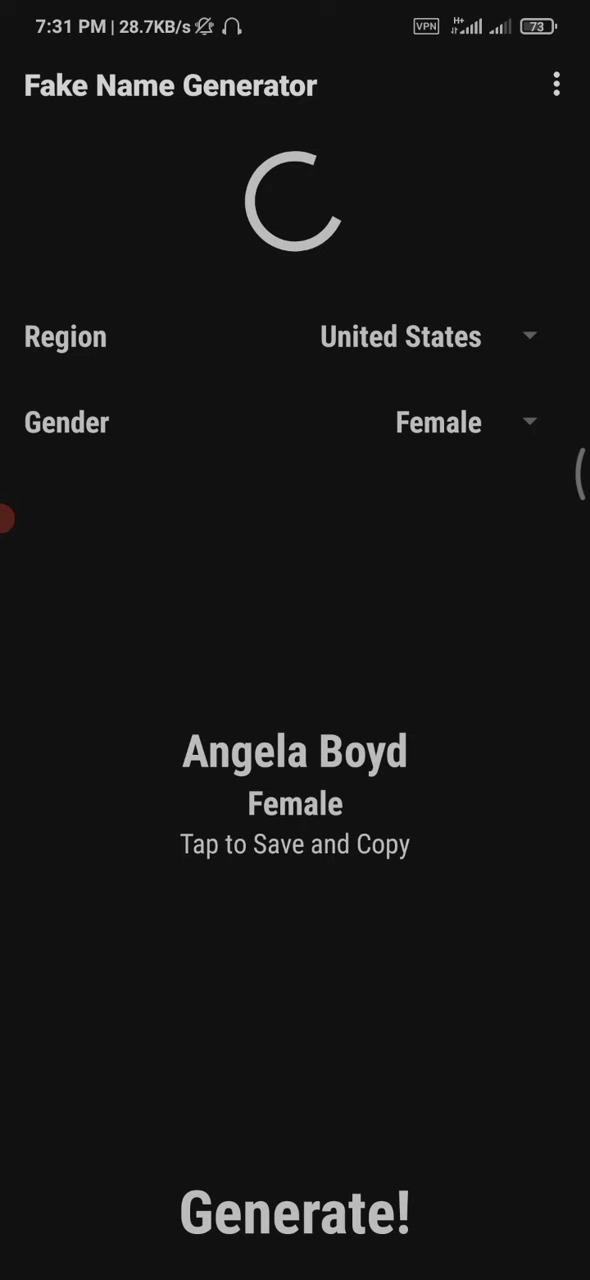 7:31 PM | 28.7KB/s VPN H+ 73
Fake Name Generator
Region United States
Gender Female
Angela Boyd
Female
Tap to Save and Copy
Generate!